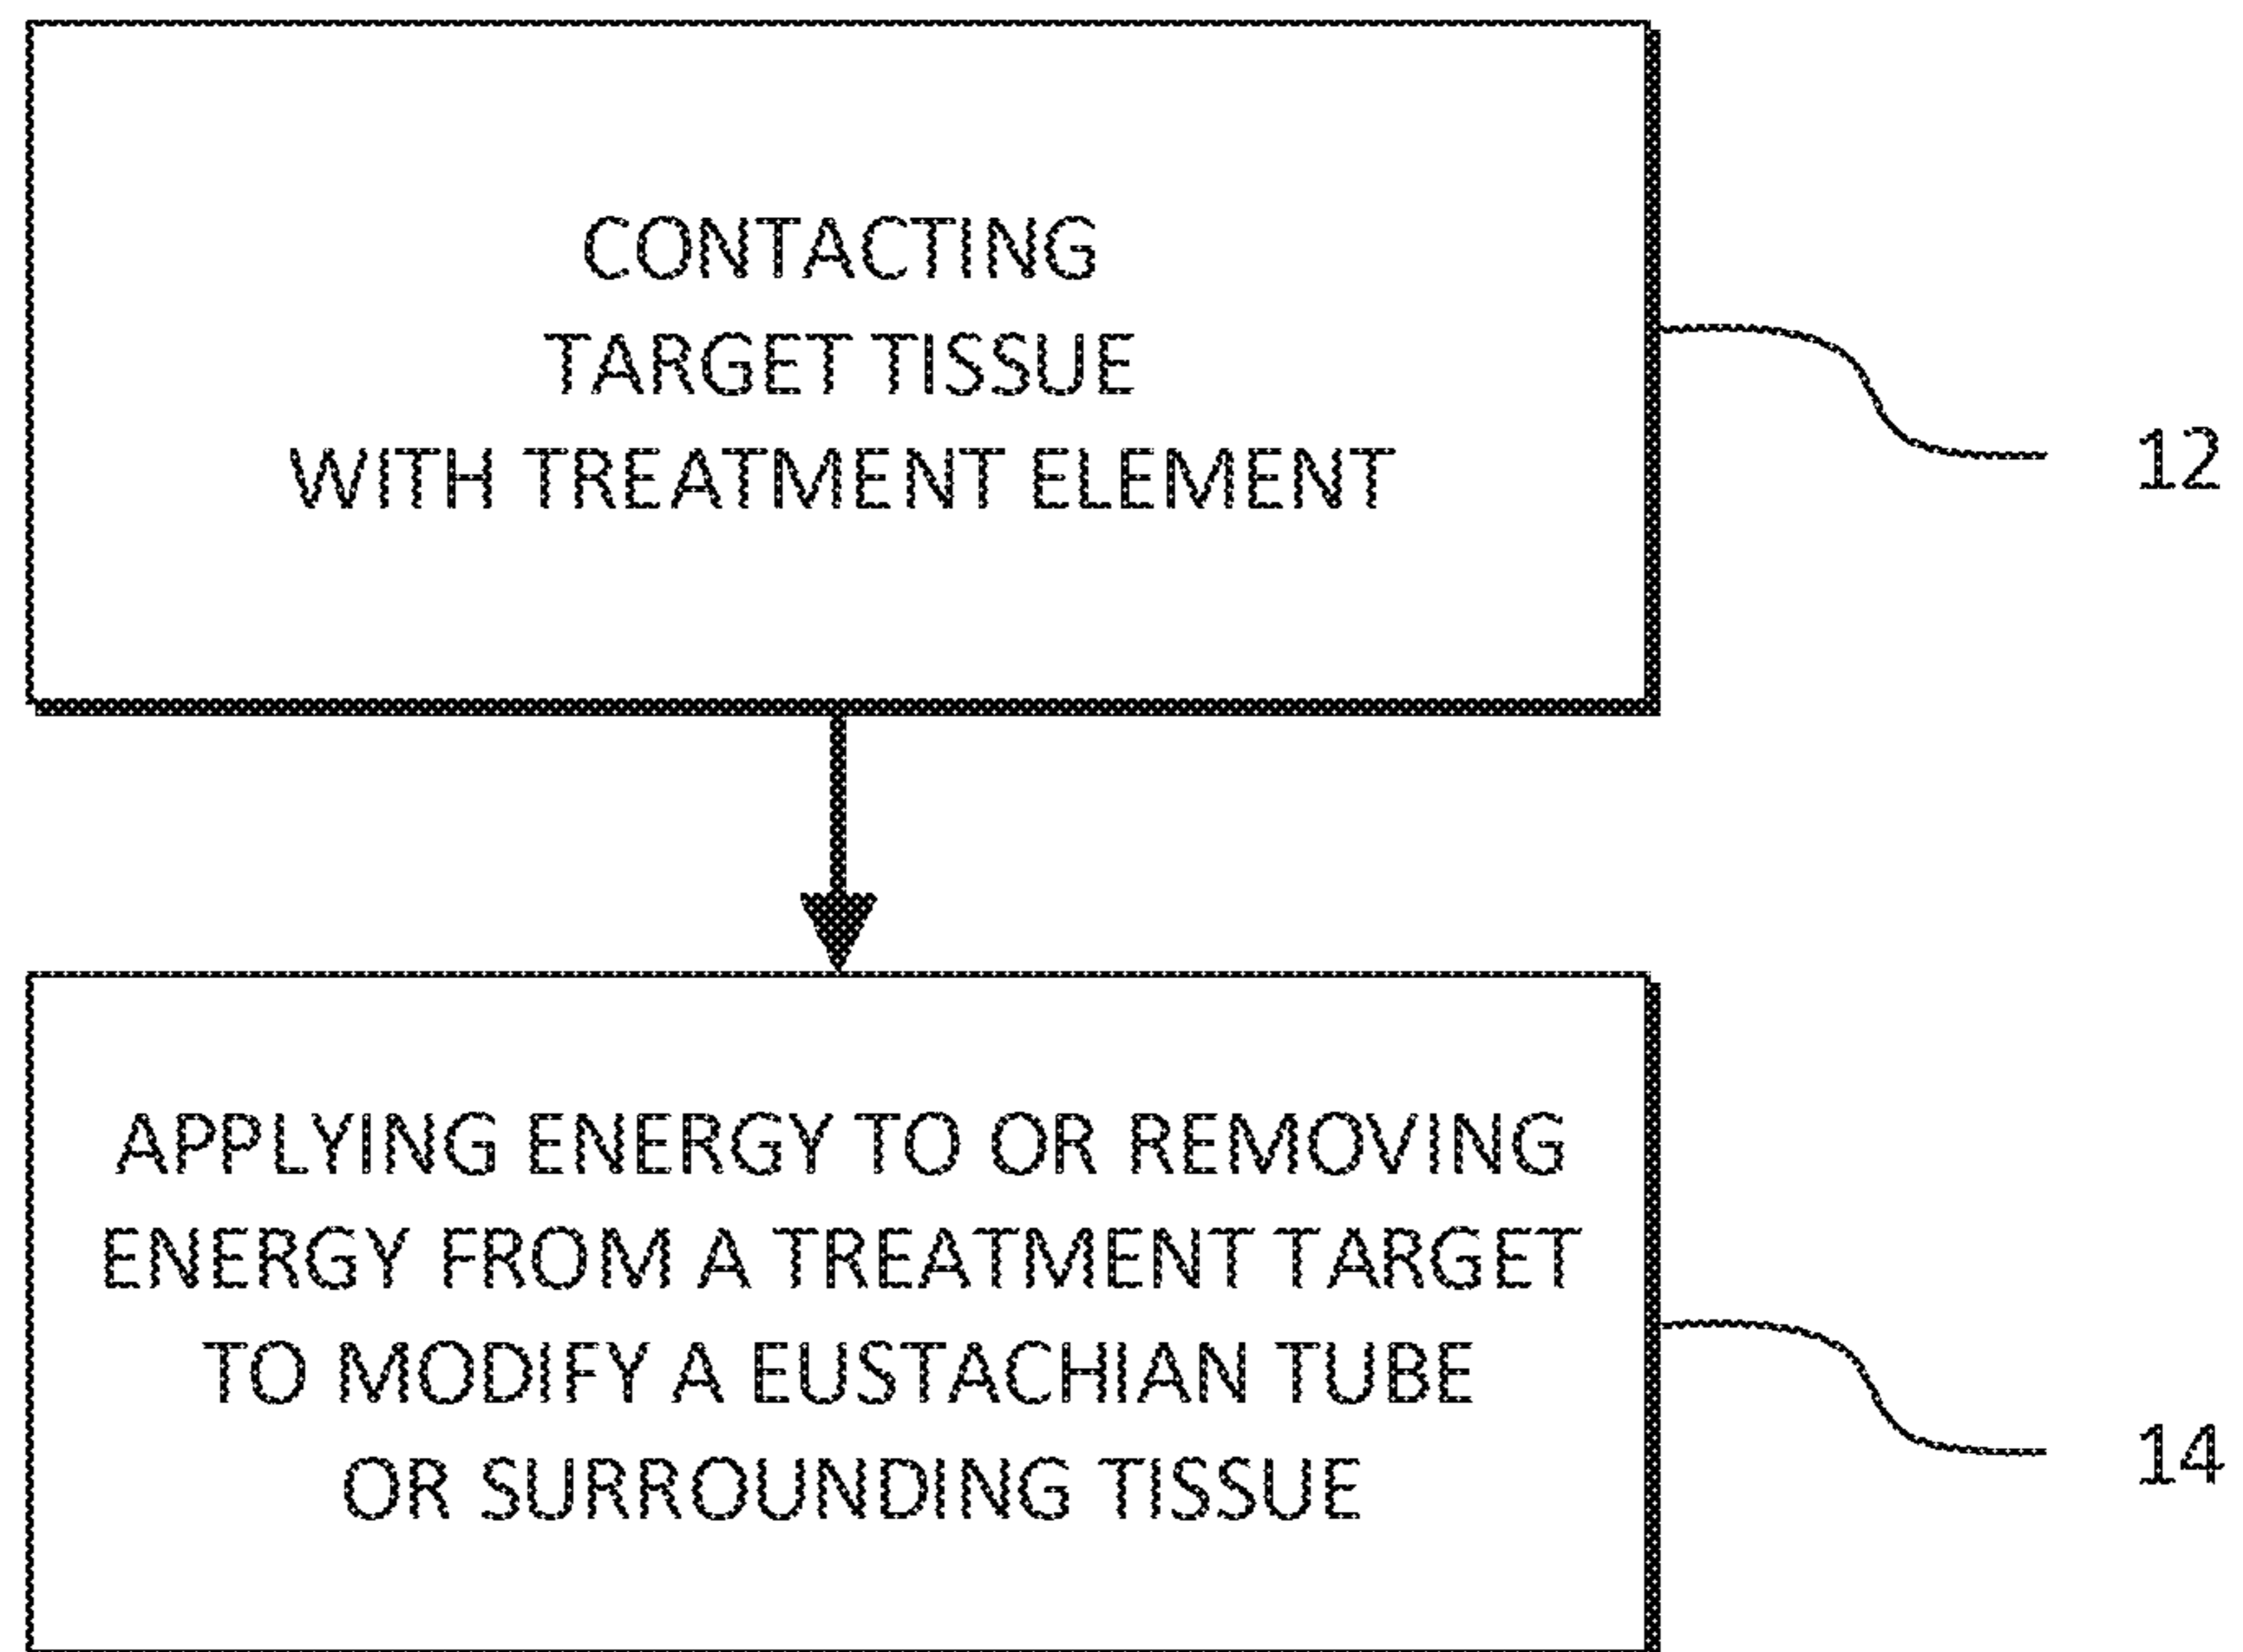 CONTACTING
TARGET TISSUE
WITH TREATMENT ELEMENT
12
APPLYING ENERGY TO OR REMOVING
ENERGY FROM A TREATMENT TARGET
TO MODIFY A EUSTACHIAN TUBE
OR SURROUNDING TISSUE
14